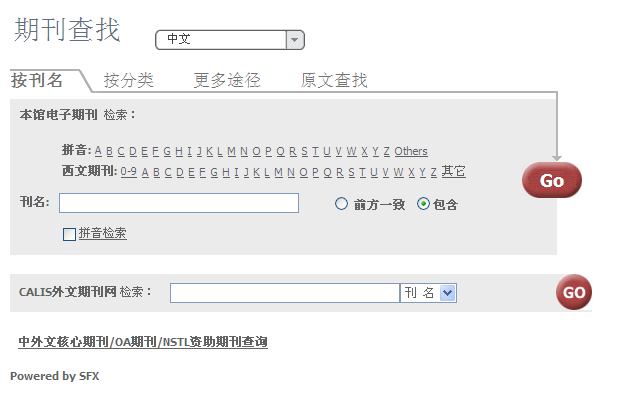 期刊查找
中文
按刊名 按分类 更多途径 原文查找
本馆电子期刊 检索：
拼音: A B C D E F G H I J K L M N O P Q R S T U V W X Y Z Others
西文期刊: 0-9 A B C D E F G H I J K L M N O P Q R S T U V W X Y Z 其它
Go
刊名: 前方一致 包含
拼音检索
CALIS外文期刊网 检索： 刊 名 GO
中外文核心期刊/OA期刊/NSTL资助期刊查询
Powered by SFX